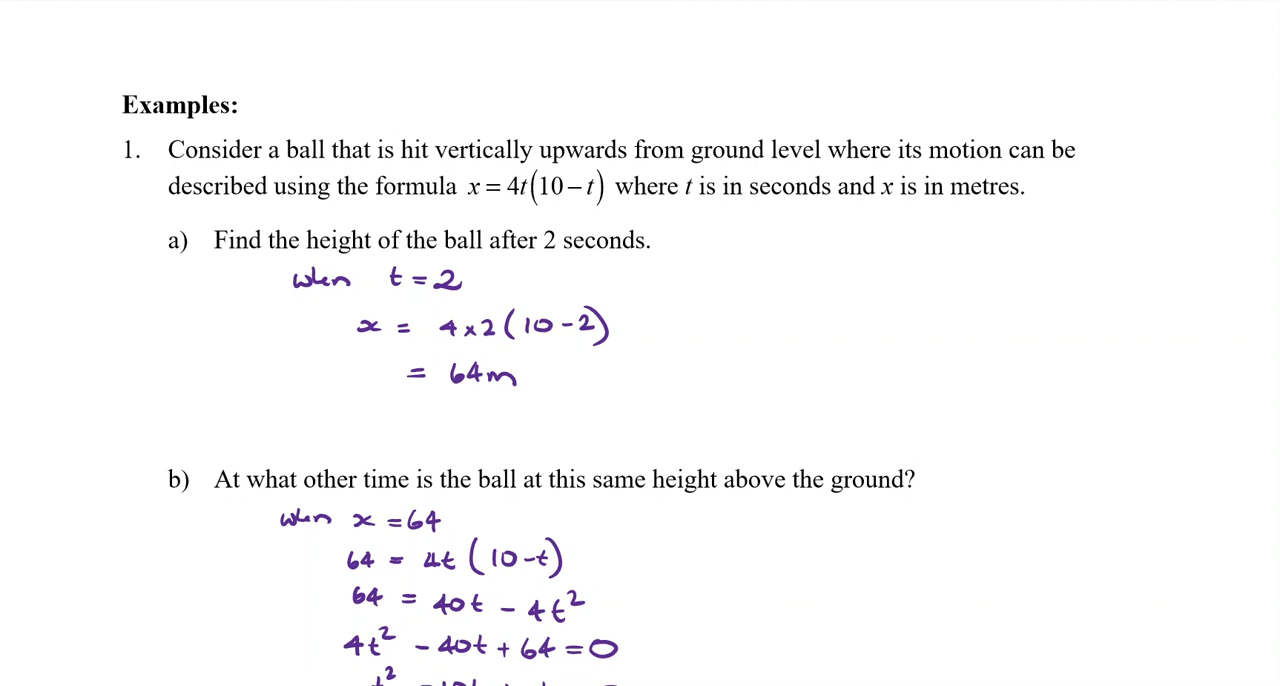 Examples:
1. Consider a ball that is hit vertically upwards from ground level where its motion can be
described using the formula x = 4t(10 − t) where t is in seconds and x is in metres.
a) Find the height of the ball after 2 seconds.
when t = 2
x = 4 × 2 (10 - 2)
= 64m
b) At what other time is the ball at this same height above the ground?
when x = 64
64 = 4t (10 - t)
64 = 40t - 4t²
4t² - 40t + 64 = 0